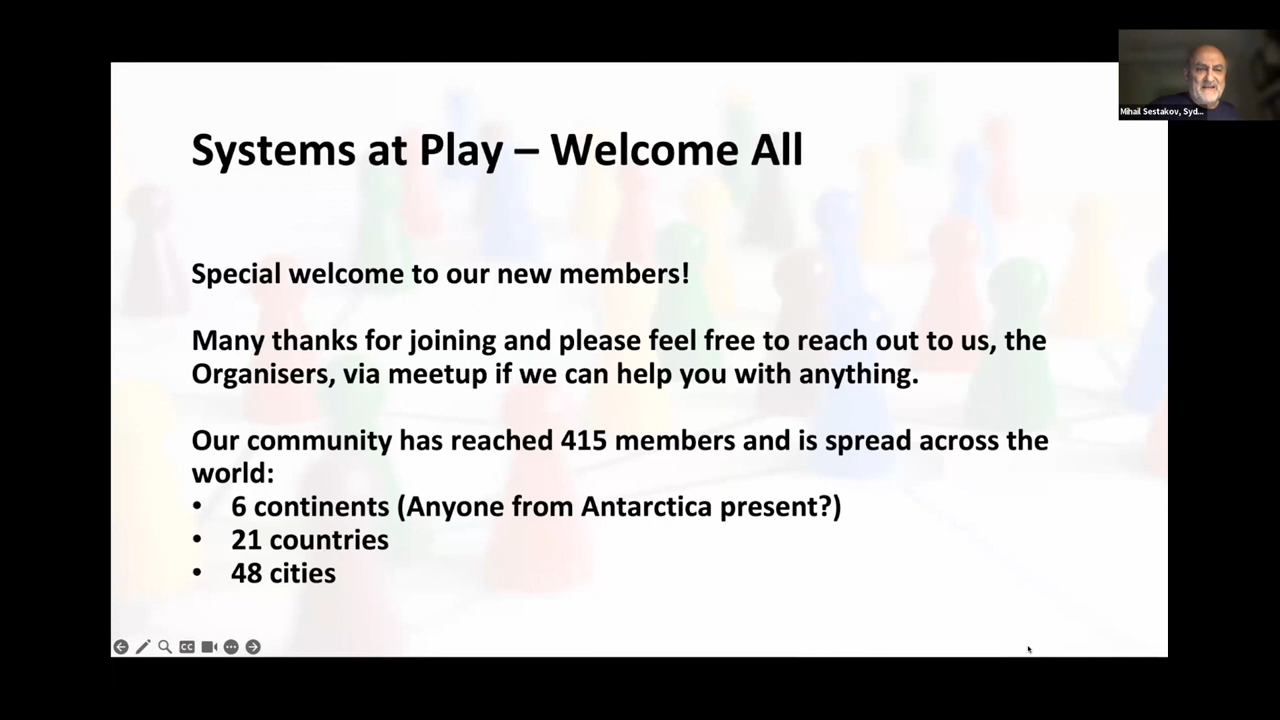 Systems at Play – Welcome All
Special welcome to our new members!
Many thanks for joining and please feel free to reach out to us, the
Organisers, via meetup if we can help you with anything.
Our community has reached 415 members and is spread across the
world:
• 6 continents (Anyone from Antarctica present?)
• 21 countries
• 48 cities
Mihail Sestakov, Syd...
CC